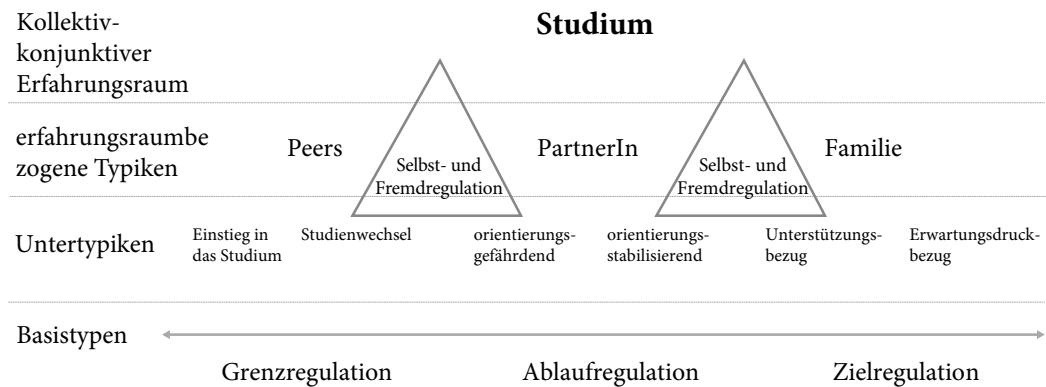 Kollektiv-
konjunktiver
Erfahrungsraum
Studium
erfahrungsraumbe
zogene Typiken
Peers
Selbst- und
Fremdregulation
PartnerIn
Selbst- und
Fremdregulation
Familie
Untertypiken
Einstieg in
das Studium
Studienwechsel
orientierungs-
gefährdend
orientierungs-
stabilisierend
Unterstützungs-
bezug
Erwartungsdruck-
bezug
Basistypen
Grenzregulation
Ablaufregulation
Zielregulation